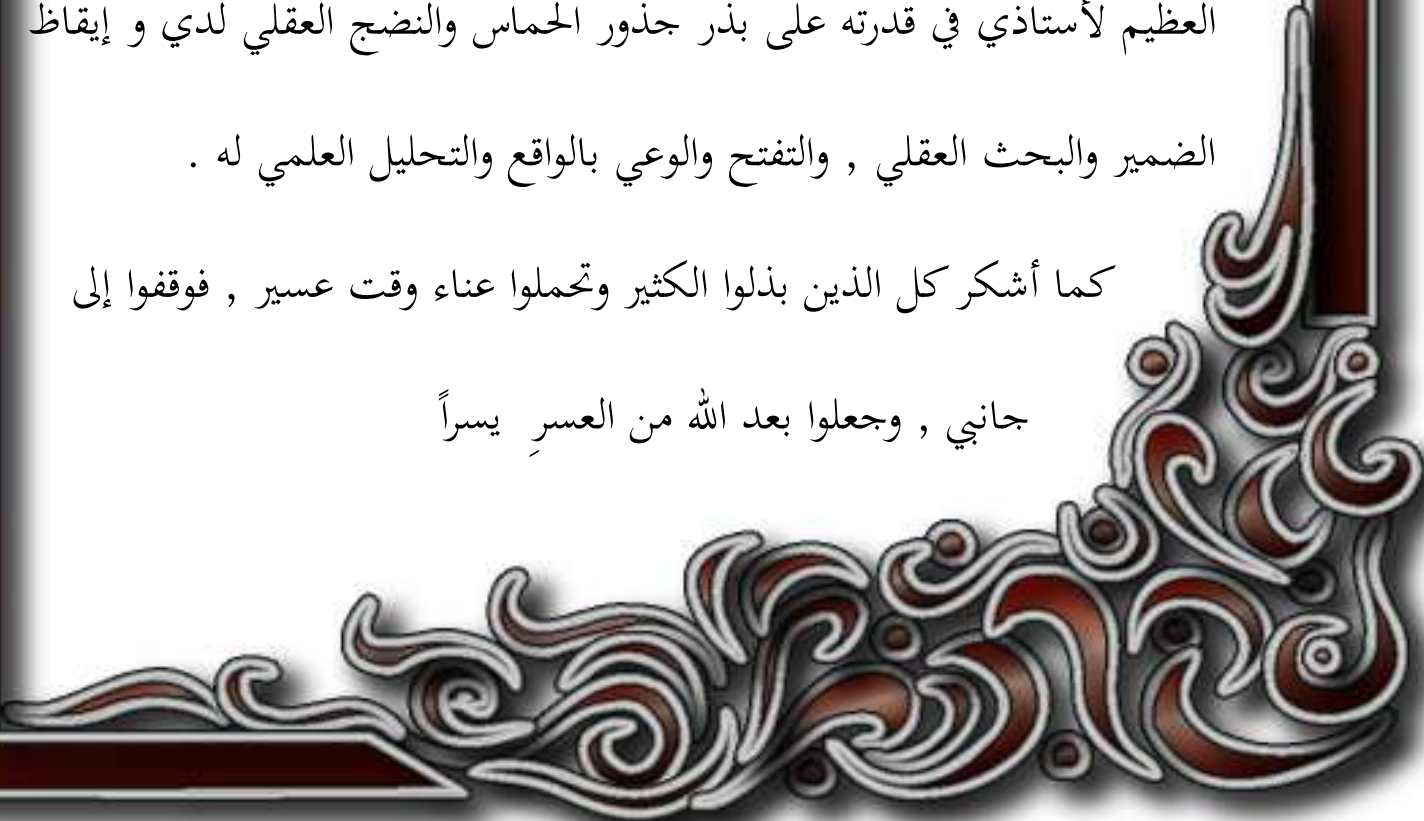 العظيم لأستاذي في قدرته على بذر جذور الحماس والنضج العقلي لدي و إيقاظ
الضمير والبحث العقلي , والتفتح والوعي بالواقع والتحليل العلمي له .
كما أشكر كل الذين بذلوا الكثير وتحملوا عناء وقت عسير , فوقفوا إلى
جانبي , وجعلوا بعد الله من العسرِ يسراً